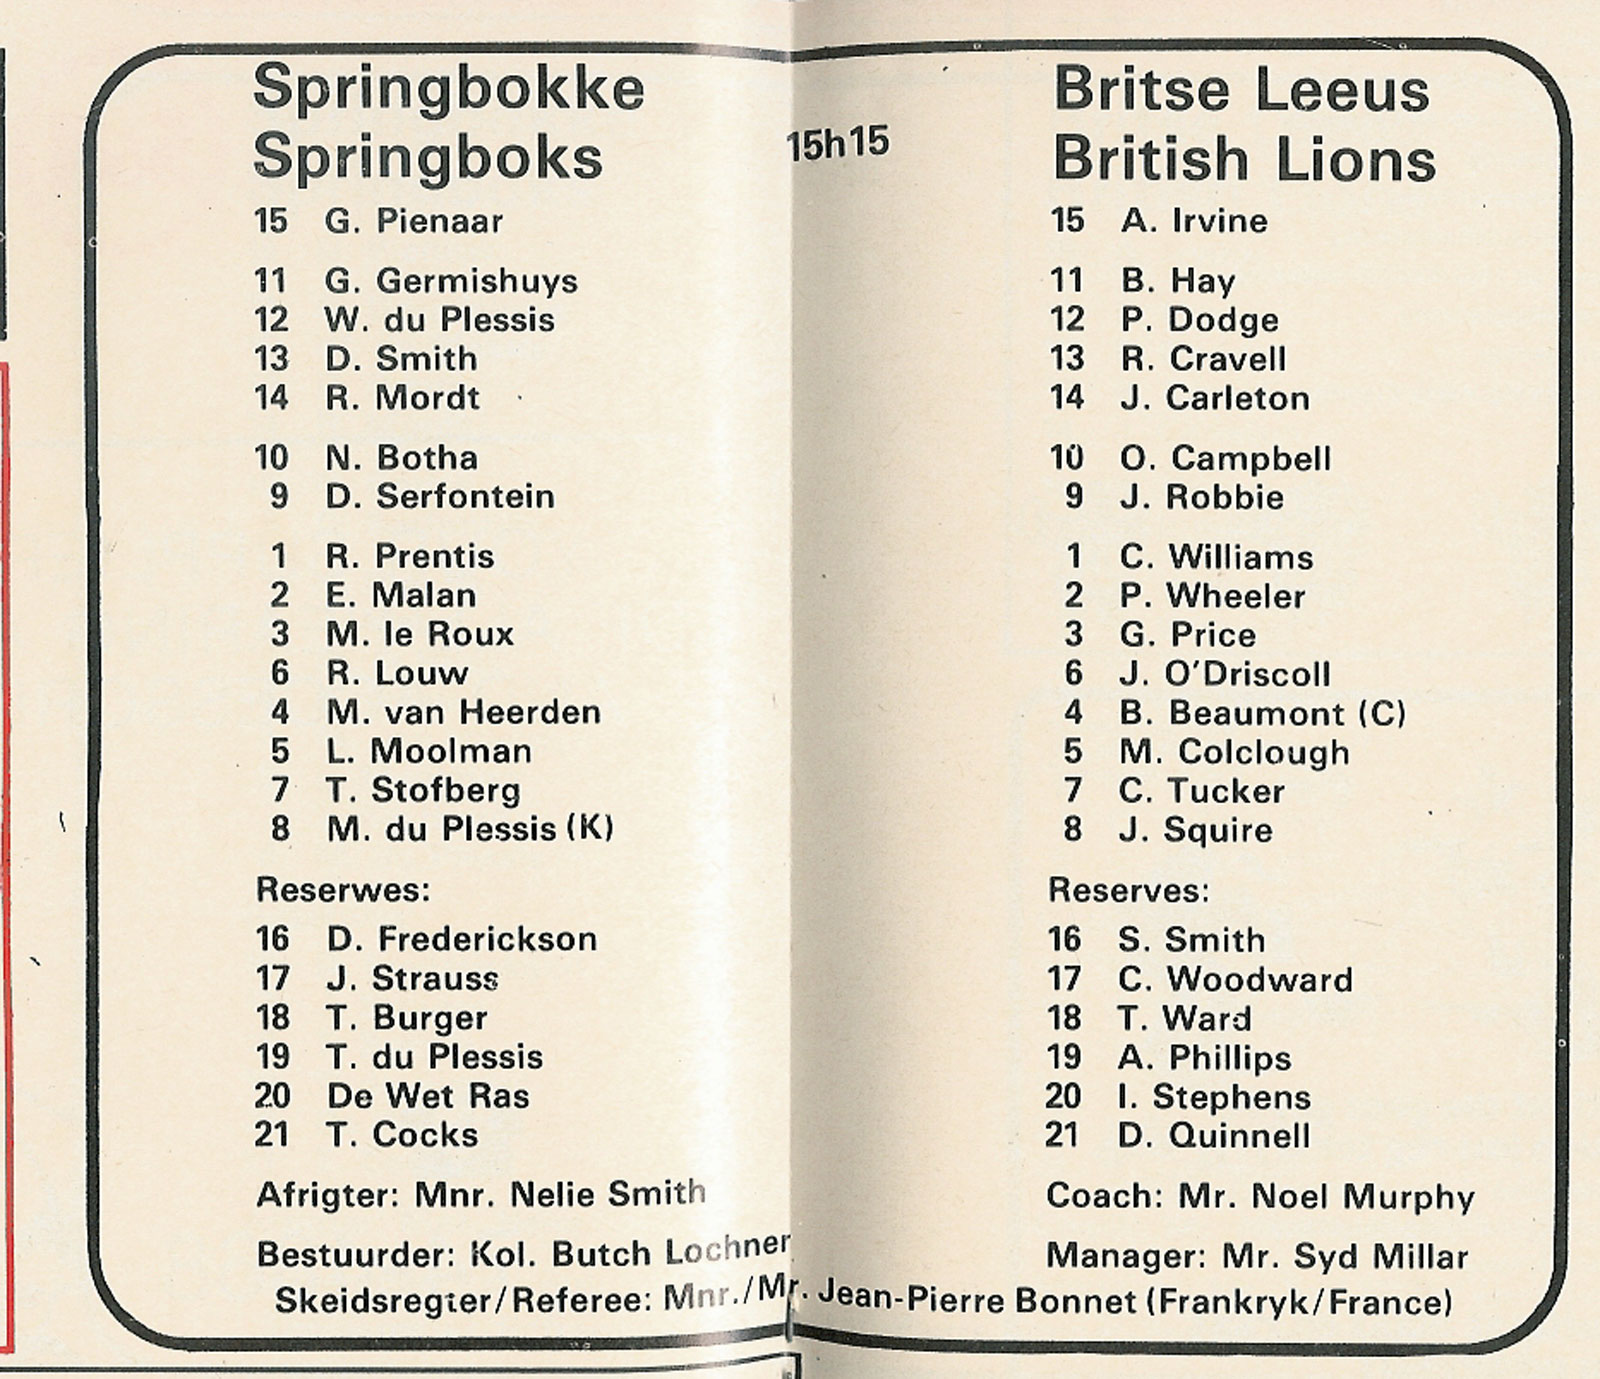 Springbokke
Springboks
15 G. Pienaar
11 G. Germishuys
12 W. du Plessis
13 D. Smith
14 R. Mordt
10 N. Botha
9 D. Serfontein
1 R. Prentis
2 E. Malan
3 M. le Roux
6 R. Louw
4 M. van Heerden
5 L. Moolman
7 T. Stofberg
8 M. du Plessis (K)
Reserwes:
16 D. Frederickson
17 J. Strauss
18 T. Burger
19 T. du Plessis
20 De Wet Ras
21 T. Cocks
Afrigter: Mnr. Nelie Smith
Bestuurder: Kol. Butch Lochner
15h15
Britse Leeus
British Lions
15 A. Irvine
11 B. Hay
12 P. Dodge
13 R. Cravell
14 J. Carleton
10 O. Campbell
9 J. Robbie
1 C. Williams
2 P. Wheeler
3 G. Price
6 J. O'Driscoll
4 B. Beaumont (C)
5 M. Colclough
7 C. Tucker
8 J. Squire
Reserves:
16 S. Smith
17 C. Woodward
18 T. Ward
19 A. Phillips
20 I. Stephens
21 D. Quinnell
Coach: Mr. Noel Murphy
Manager: Mr. Syd Millar
Skeidsregter/Referee: Mnr./Mr. Jean-Pierre Bonnet (Frankryk/France)